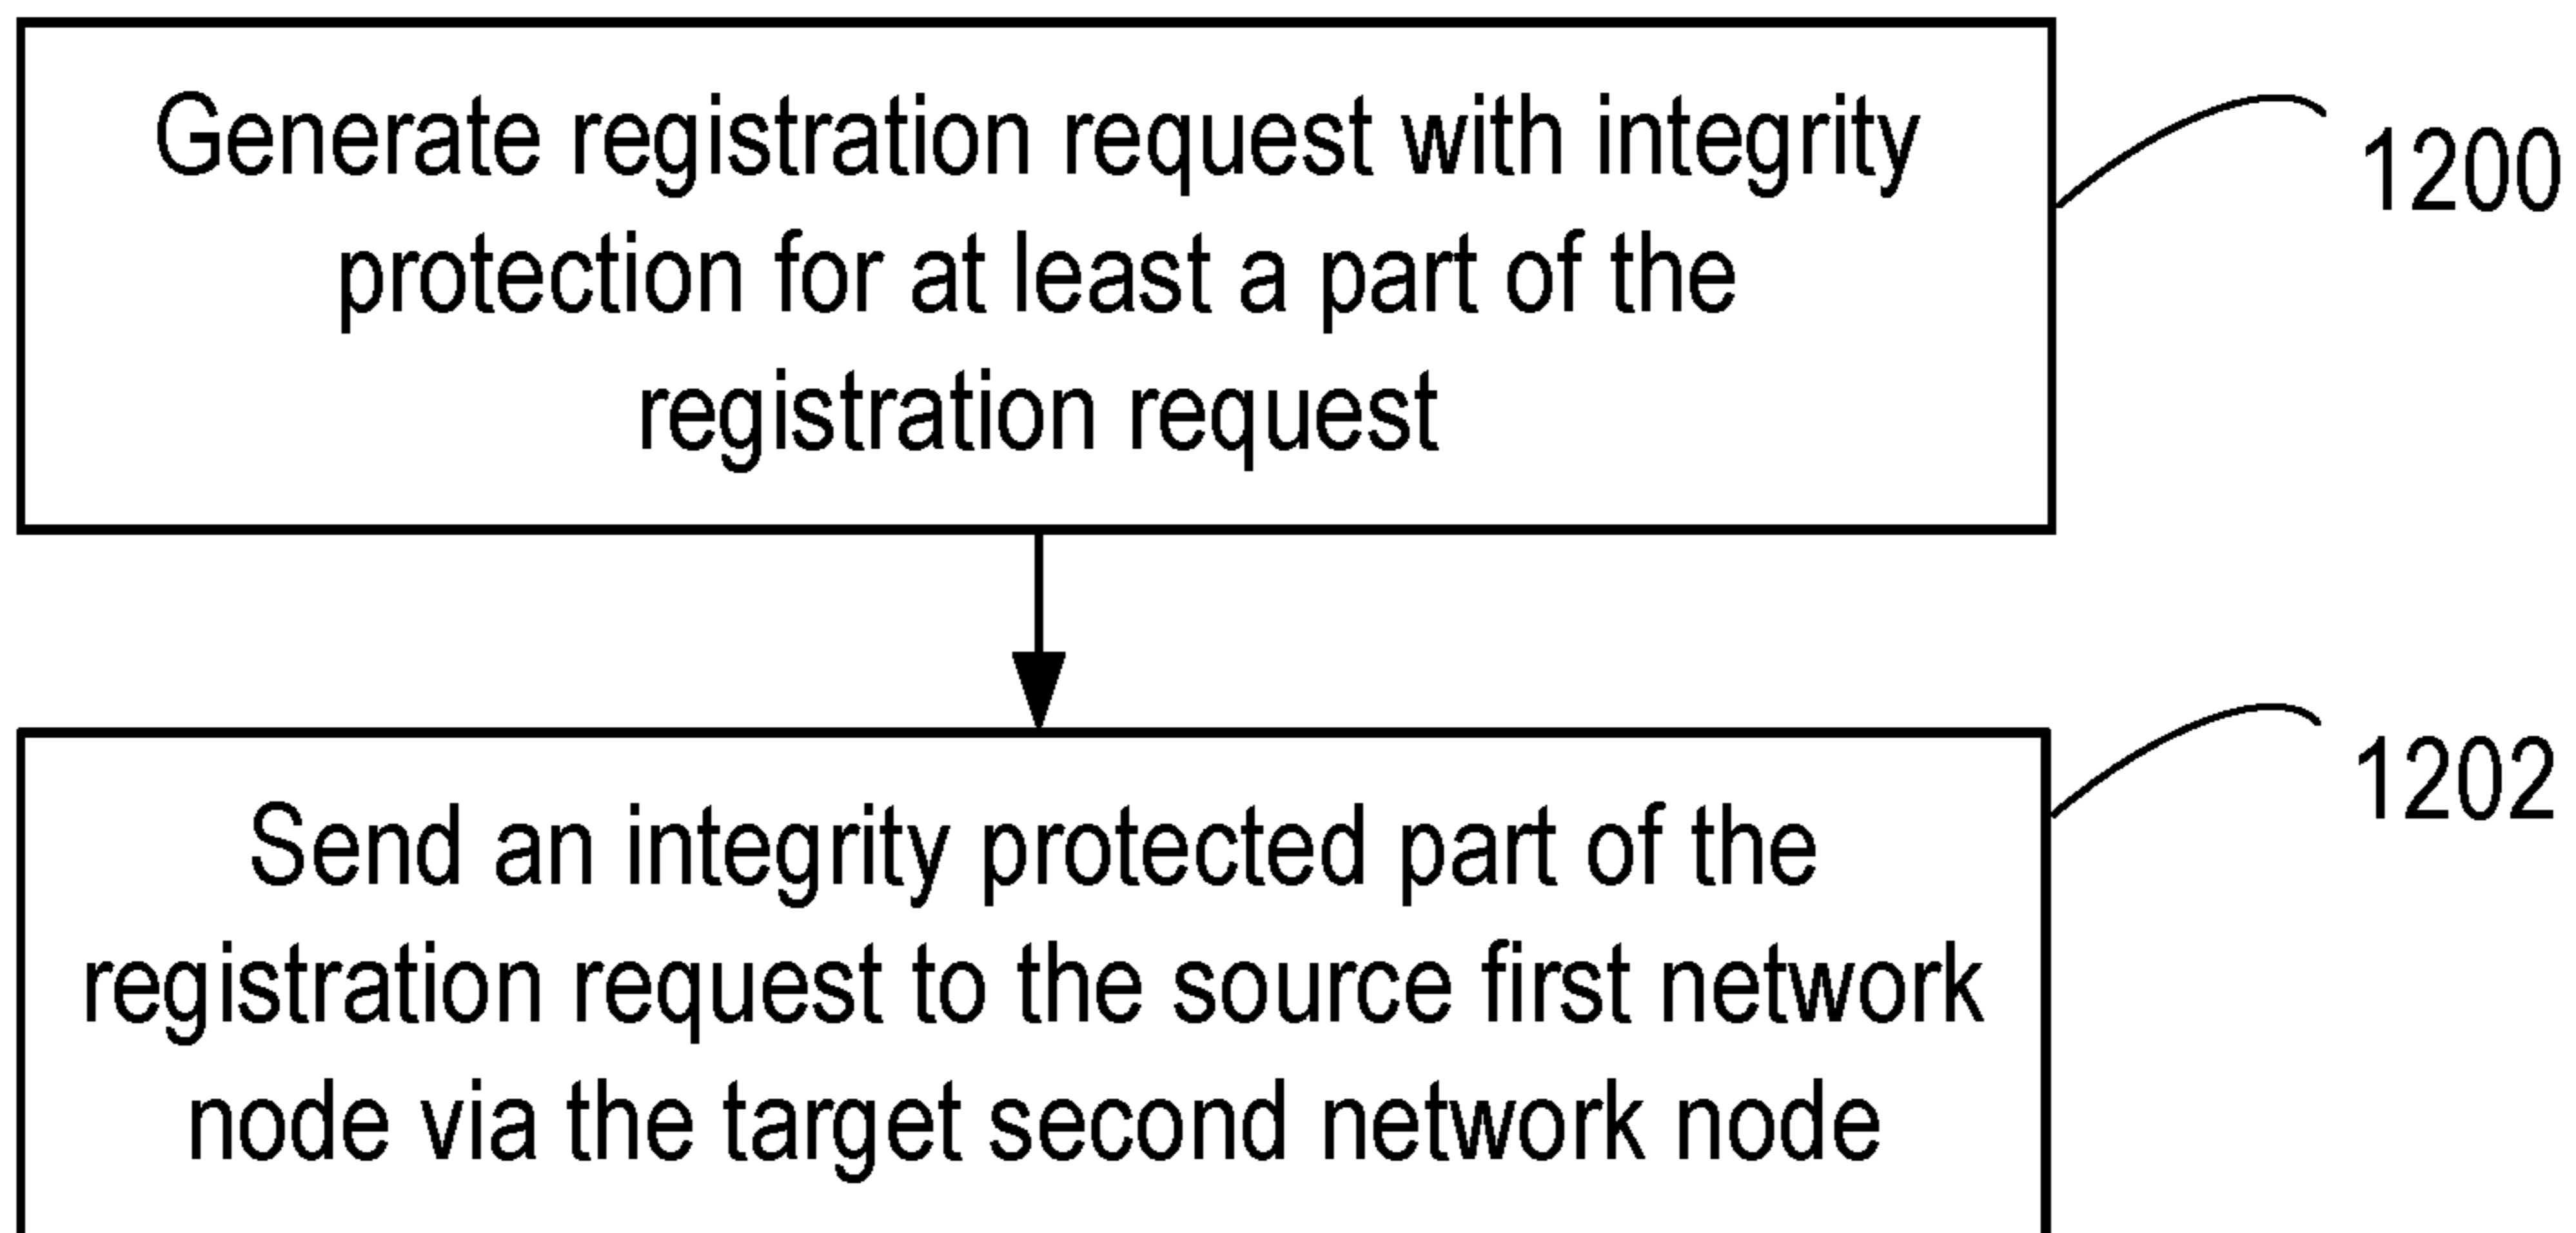 Generate registration request with integrity
protection for at least a part of the
registration request
1200
Send an integrity protected part of the
registration request to the source first network
node via the target second network node
1202